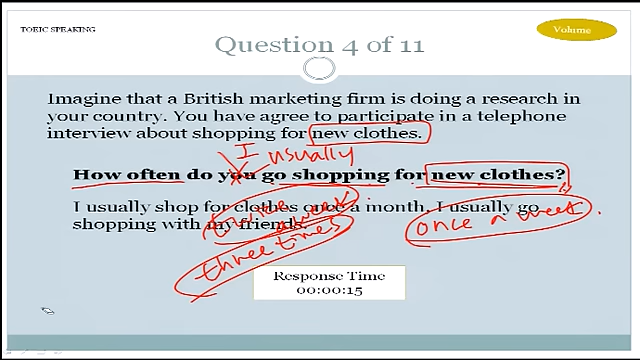 TOEIC SPEAKING
Volume
Question 4 of 11
Imagine that a British marketing firm is doing a research in
your country. You have agree to participate in a telephone
interview about shopping for new clothes.
I
usually
How often do you go shopping for new clothes?
I usually shop for clothes once a month. I usually go
shopping with my friends.
twice
a week
once a week.
three times
Response Time
00:00:15